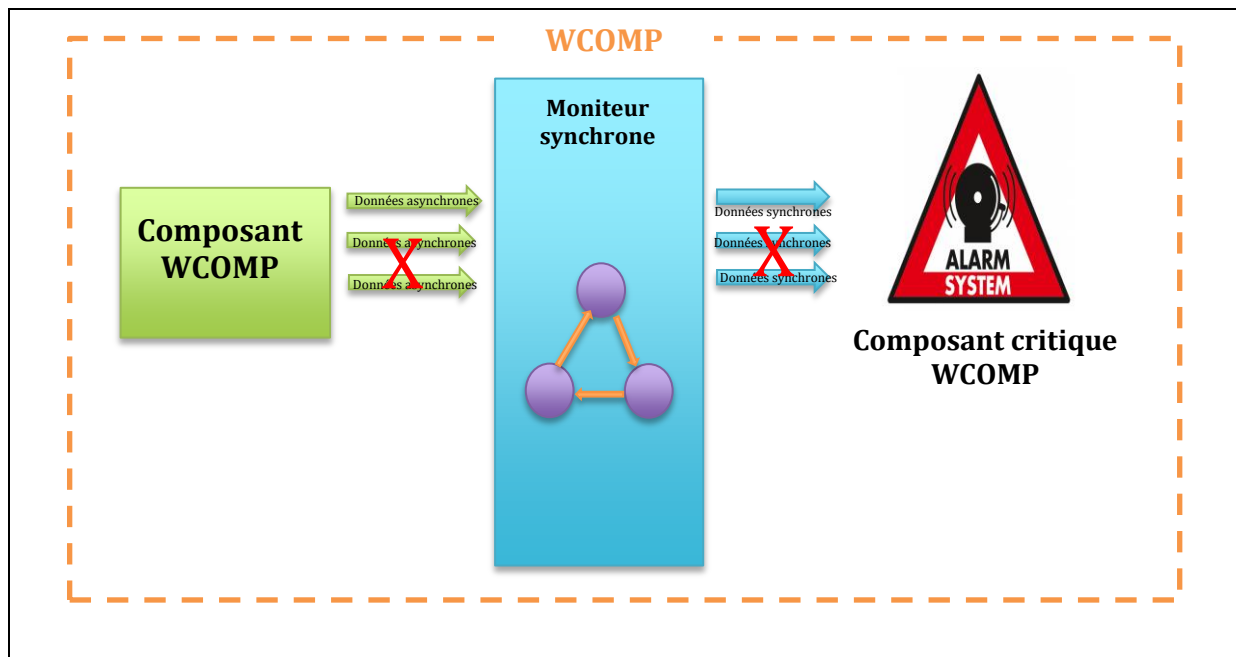 WCOMP
Moniteur
synchrone
Composant
WCOMP
Données asynchrones
Données asynchrones
Données asynchrones
X
Données synchrones
Données synchrones
Données synchrones
X
ALARM
SYSTEM
Composant critique
WCOMP